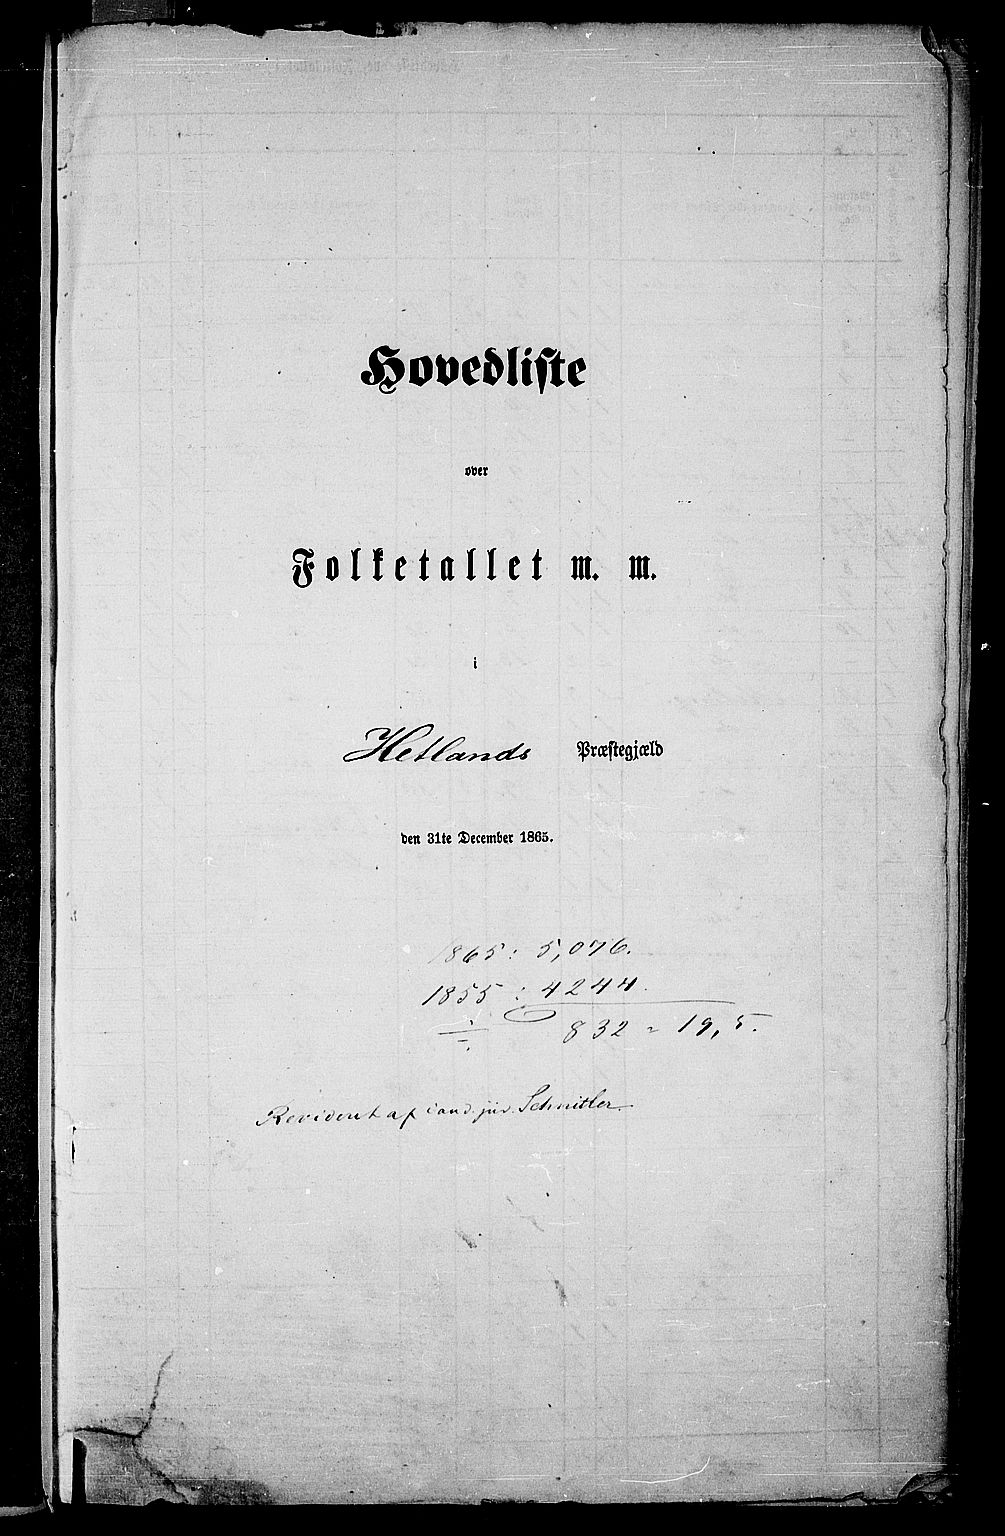 Hovedliste
over
Folketallet m. m.
i
Hetlands Præstegjæld
den 31te December 1865.
1865: 5,076.
1855 : 4244.
÷ 832 = 19,5.
Revideret af cand. jur. Schnitler